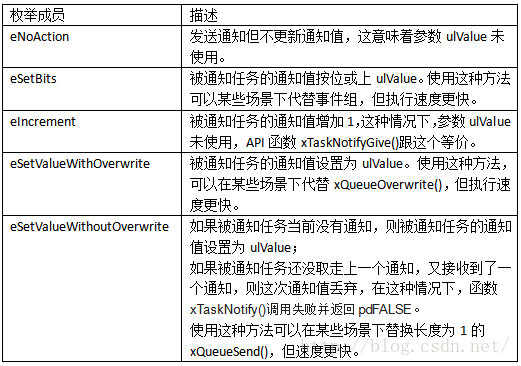 枚举成员 描述
eNoAction 发送通知但不更新通知值，这意味着参数 ulValue 未
使用。
eSetBits 被通知任务的通知值按位或上 ulValue。使用这种方法
可以某些场景下代替事件组，但执行速度更快。
eIncrement 被通知任务的通知值增加 1，这种情况下，参数 ulValue
未使用，API 函数 xTaskNotifyGive()跟这个等价。
eSetValueWithOverwrite 被通知任务的通知值设置为 ulValue。使用这种方法，
可以在某些场景下代替 xQueueOverwrite()，但执行速
度更快。
eSetValueWithoutOverwrite 如果被通知任务当前没有通知，则被通知任务的通知
值设置为 ulValue；
如果被通知任务还没取走上一个通知，又接收到了一
个通知，则这次通知值丢弃，在这种情况下，函数
xTaskNotify()调用失败并返回 pdFALSE。
使用这种方法可以在某些场景下替换长度为 1 的
xQueueSend()，但速度更快。
http://blog.csdn.net/